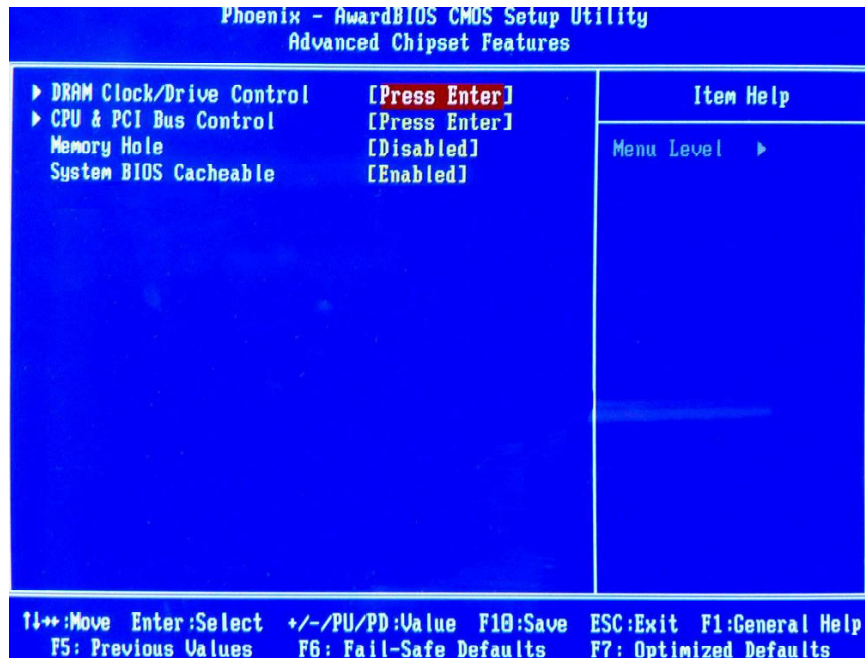 Phoenix - AwardBIOS CMOS Setup Utility
Advanced Chipset Features
▶ DRAM Clock/Drive Control [Press Enter]
▶ CPU & PCI Bus Control [Press Enter]
Memory Hole [Disabled]
System BIOS Cacheable [Enabled]
Item Help
Menu Level ▶
↑↓→←:Move Enter:Select +/-/PU/PD:Value F10:Save ESC:Exit F1:General Help
F5: Previous Values F6: Fail-Safe Defaults F7: Optimized Defaults